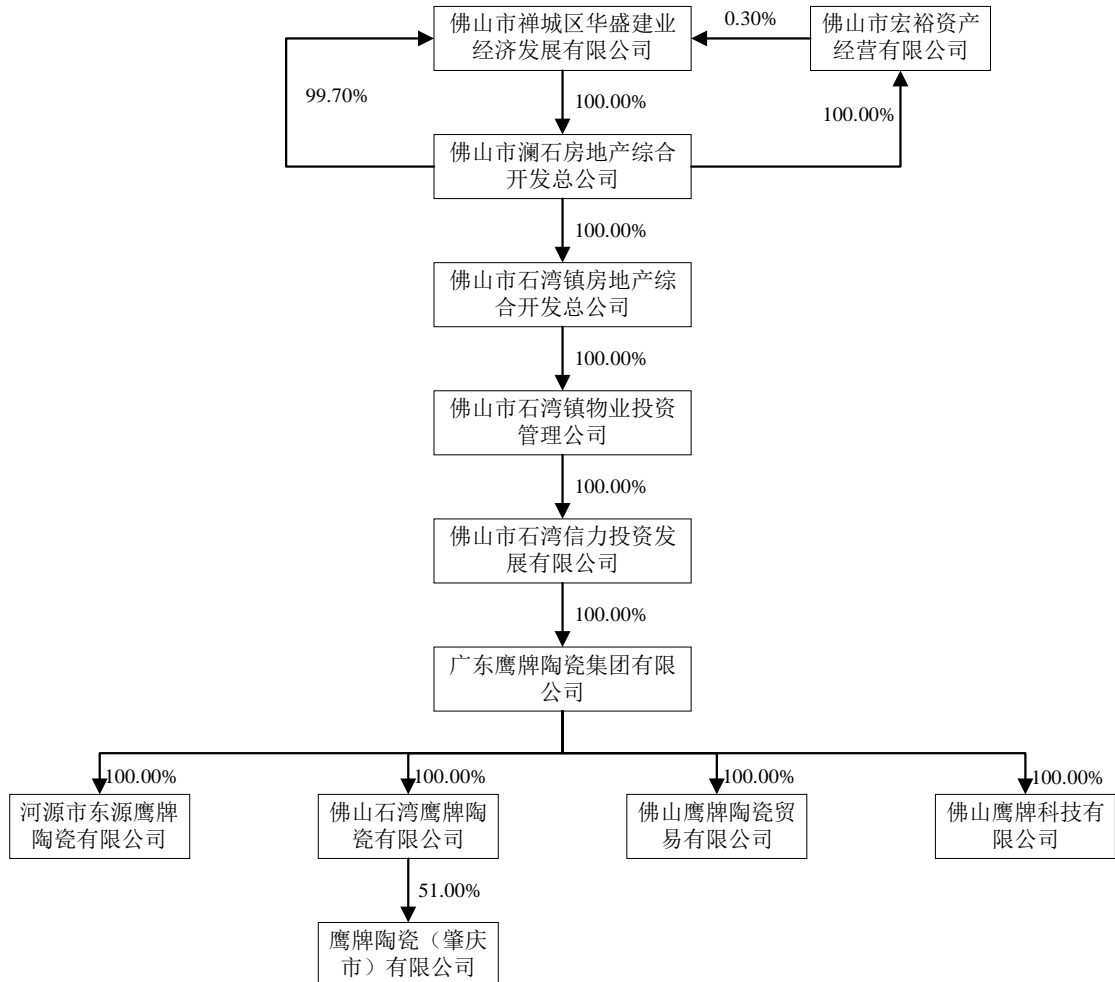 佛山市禅城区华盛建业
经济发展有限公司
0.30%
佛山市宏裕资产
经营有限公司
99.70%
100.00%
100.00%
佛山市澜石房地产综合
开发总公司
100.00%
佛山市石湾镇房地产综
合开发总公司
100.00%
佛山市石湾镇物业投资
管理公司
100.00%
佛山市石湾信力投资发
展有限公司
100.00%
广东鹰牌陶瓷集团有限
公司
100.00%
100.00%
100.00%
100.00%
河源市东源鹰牌
陶瓷有限公司
佛山石湾鹰牌陶
瓷有限公司
佛山鹰牌陶瓷贸
易有限公司
佛山鹰牌科技有
限公司
51.00%
鹰牌陶瓷（肇庆
市）有限公司